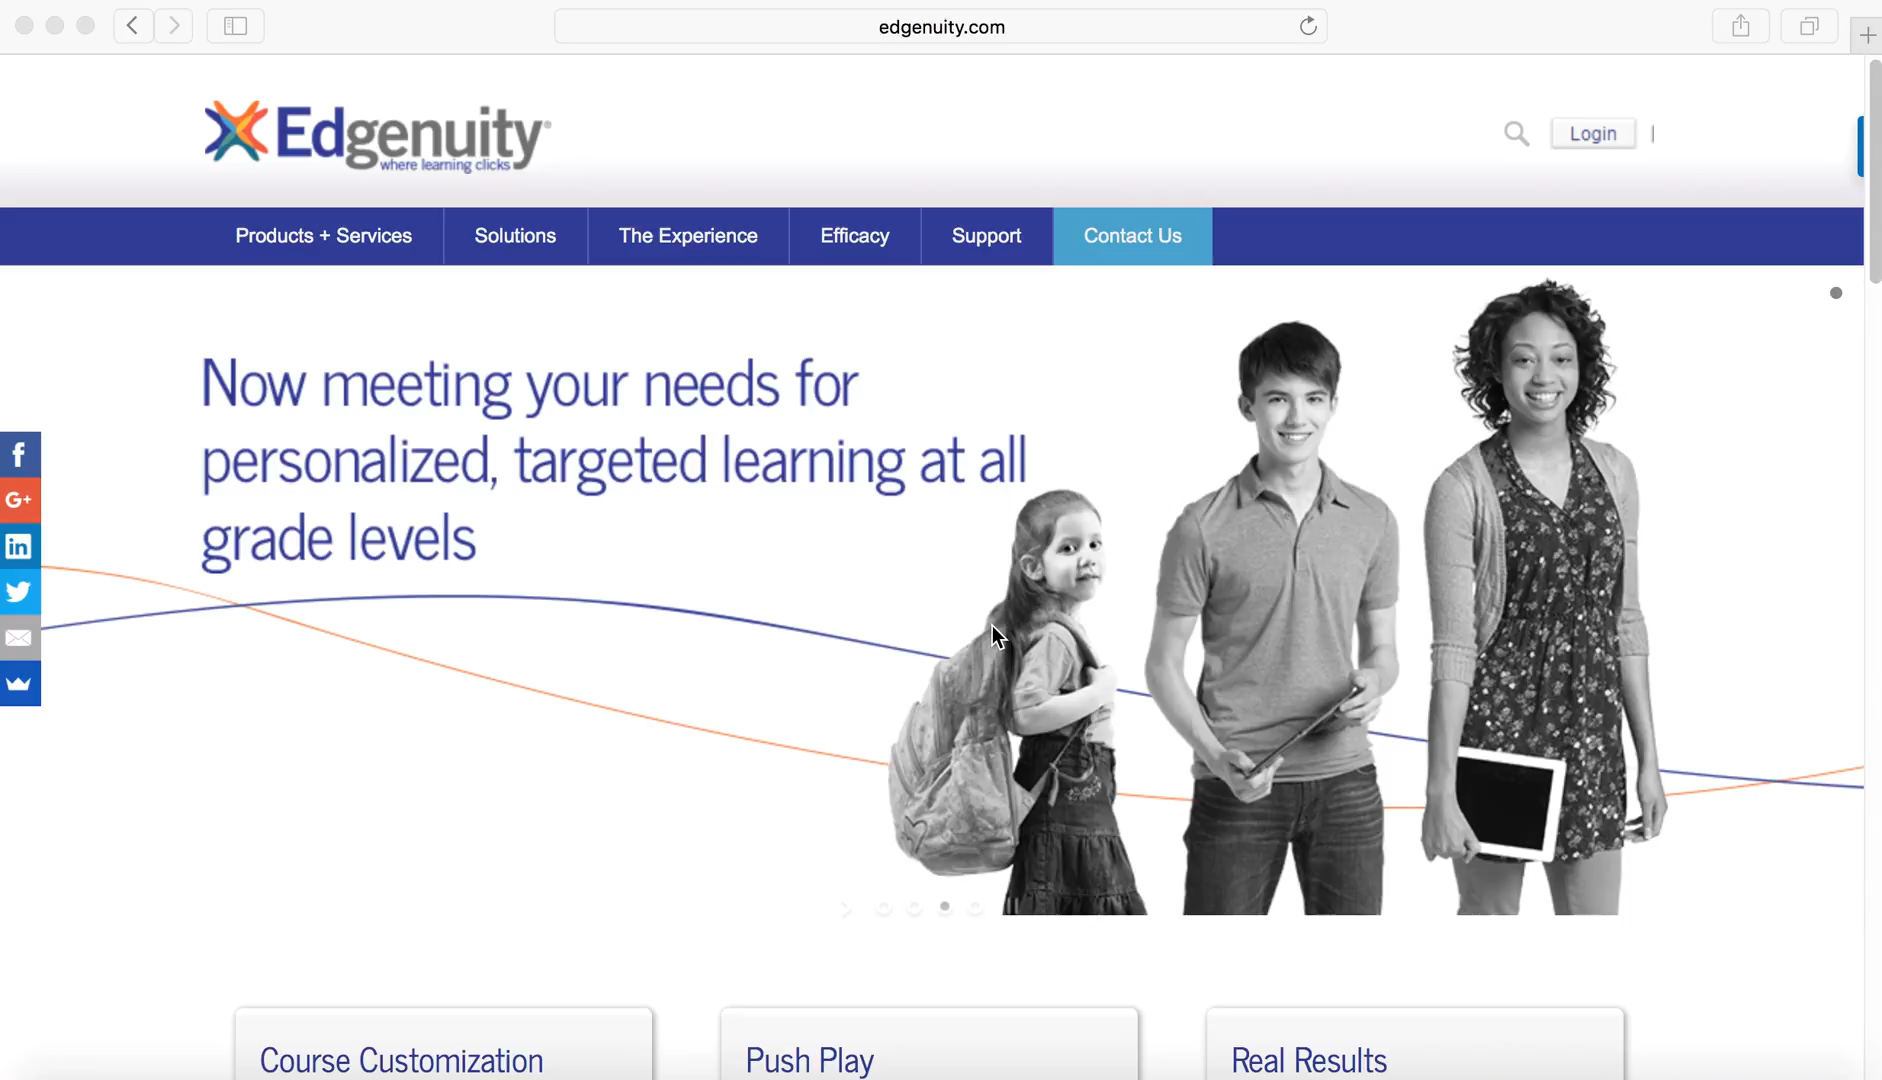 edgenuity.com
Edgenuity®
where learning clicks
Login
Products + Services
Solutions
The Experience
Efficacy
Support
Contact Us
Now meeting your needs for
personalized, targeted learning at all
grade levels
f
G+
in
Course Customization
Push Play
Real Results